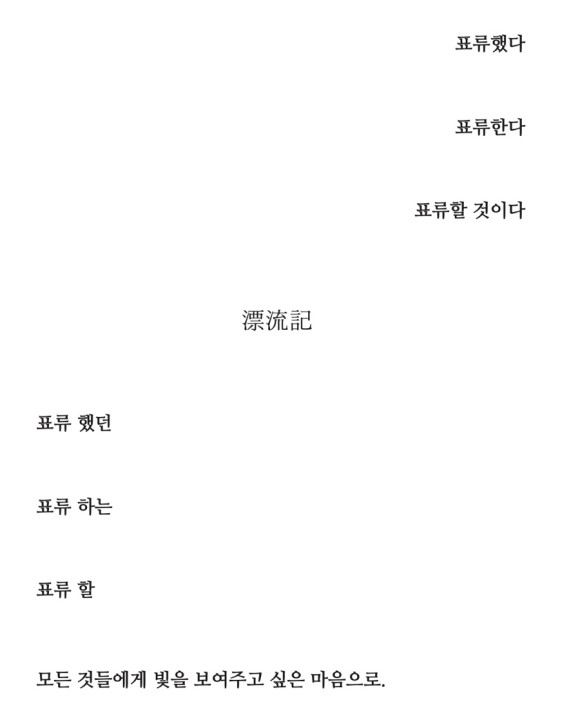 표류했다
표류한다
표류할 것이다
漂流記
표류 했던
표류 하는
표류 할
모든 것들에게 빛을 보여주고 싶은 마음으로.